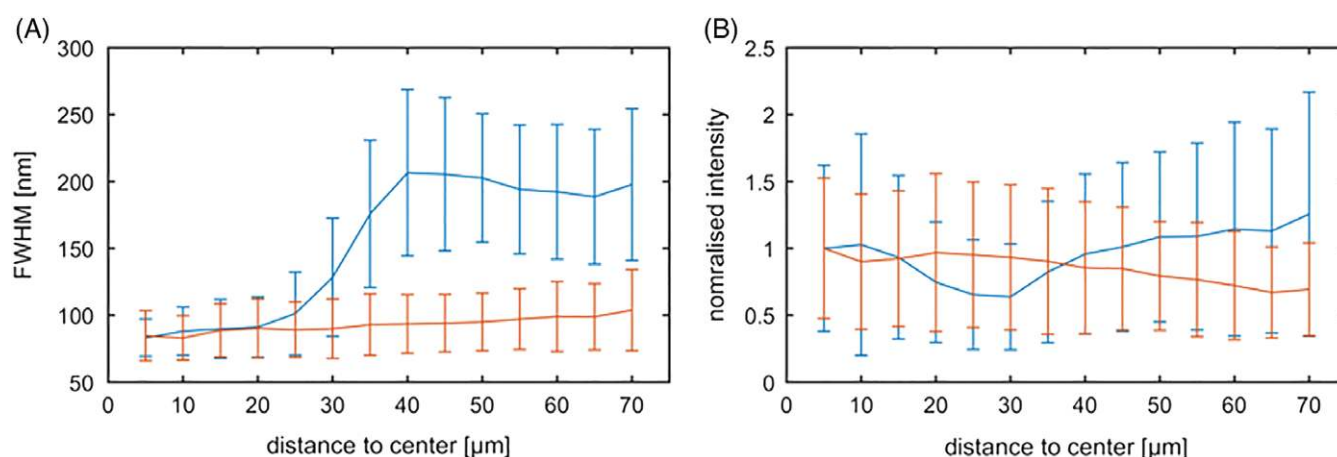 (A)
300
250
200
150
100
50
FWHM [nm]
0 10 20 30 40 50 60 70
distance to center [µm]
(B)
2.5
2
1.5
1
0.5
0
nomralised intensity
0 10 20 30 40 50 60 70
distance to center [µm]